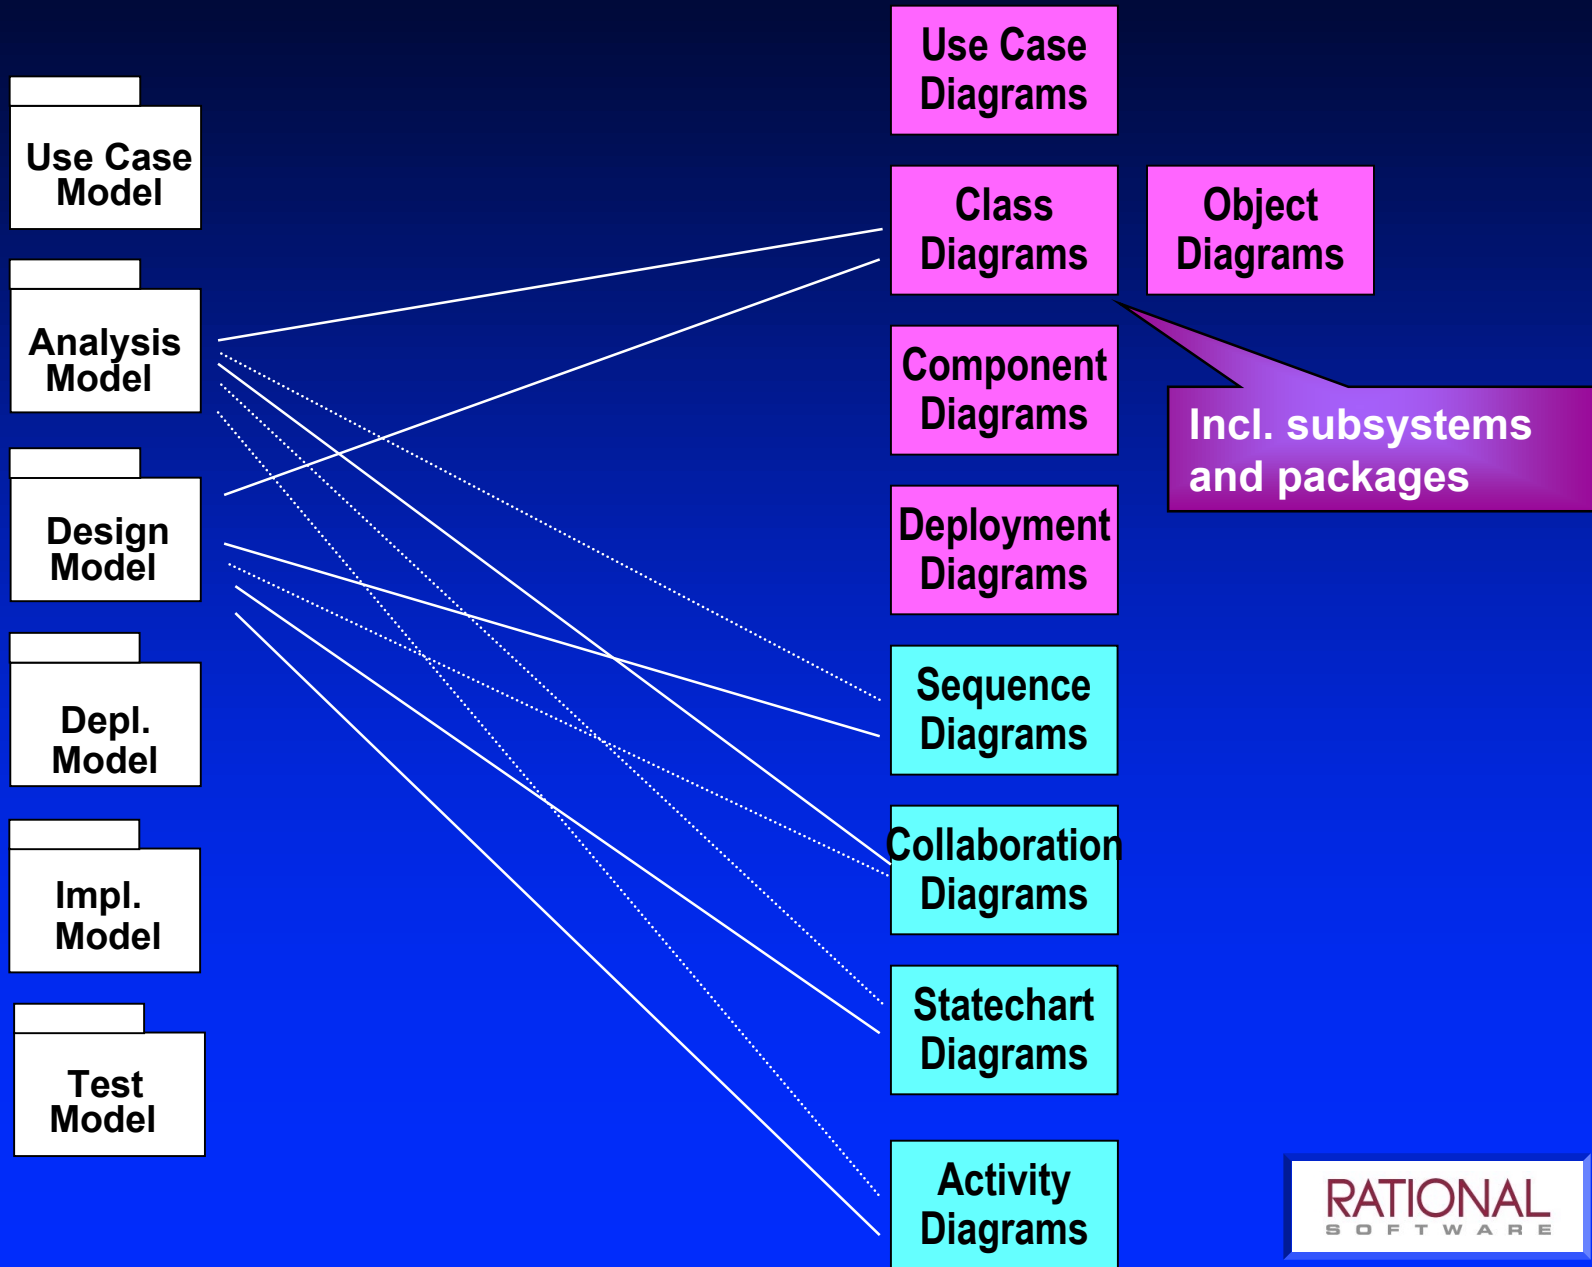 Use Case
Model
Analysis
Model
Design
Model
Depl.
Model
Impl.
Model
Test
Model
Use Case
Diagrams
Class
Diagrams
Object
Diagrams
Component
Diagrams
Incl. subsystems
and packages
Deployment
Diagrams
Sequence
Diagrams
Collaboration
Diagrams
Statechart
Diagrams
Activity
Diagrams
RATIONAL
SOFTWARE